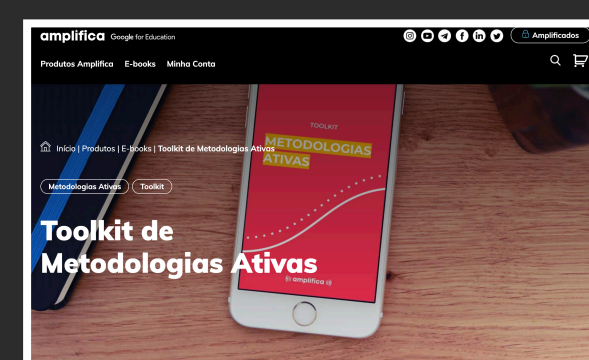 amplifica Google for Education
Amplificados
Produtos Amplifica E-books Minha Conta
TOOLKIT
METODOLOGIAS
ATIVAS
Início | Produtos | E-books | Toolkit de Metodologias Ativas
Metodologias Ativas Toolkit
Toolkit de
Metodologias Ativas
amplifica